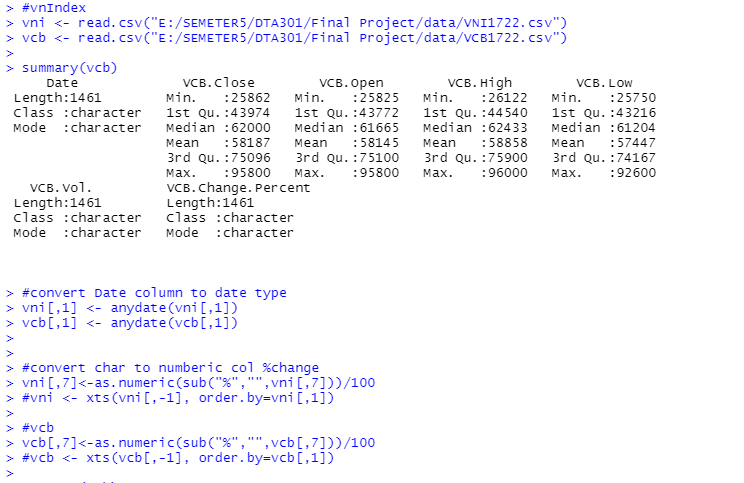 > #vnIndex
> vni <- read.csv("E:/SEMETER5/DTA301/Final Project/data/VNI1722.csv")
> vcb <- read.csv("E:/SEMETER5/DTA301/Final Project/data/VCB1722.csv")
>
> summary(vcb)
     Date             VCB.Close        VCB.Open        VCB.High        VCB.Low
 Length:1461        Min.   :25862   Min.   :25825   Min.   :26122   Min.   :25750
 Class :character   1st Qu.:43974   1st Qu.:43772   1st Qu.:44540   1st Qu.:43216
 Mode  :character   Median :62000   Median :61665   Median :62433   Median :61204
                    Mean   :58187   Mean   :58145   Mean   :58858   Mean   :57447
                    3rd Qu.:75096   3rd Qu.:75100   3rd Qu.:75900   3rd Qu.:74167
                    Max.   :95800   Max.   :95800   Max.   :96000   Max.   :92600
   VCB.Vol.         VCB.Change.Percent
 Length:1461        Length:1461
 Class :character   Class :character
 Mode  :character   Mode  :character
> #convert Date column to date type
> vni[,1] <- anydate(vni[,1])
> vcb[,1] <- anydate(vcb[,1])
>
>
> #convert char to numberic col %change
> vni[,7]<-as.numeric(sub("%","",vni[,7]))/100
> #vni <- xts(vni[,-1], order.by=vni[,1])
>
> #vcb
> vcb[,7]<-as.numeric(sub("%","",vcb[,7]))/100
> #vcb <- xts(vcb[,-1], order.by=vcb[,1])
>